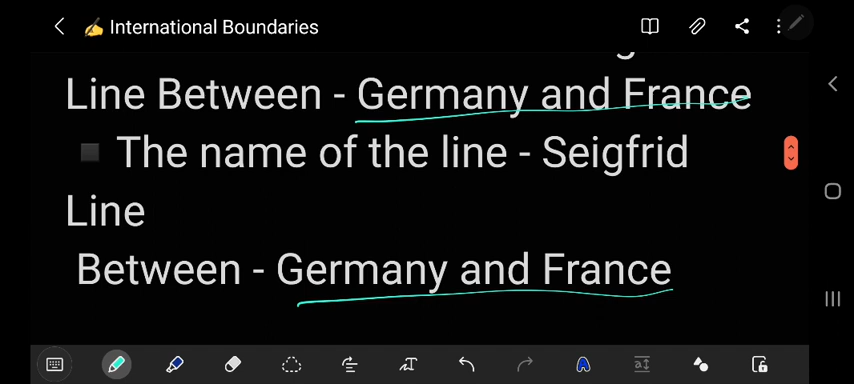 ✍️ International Boundaries
Line Between - Germany and France
◾ The name of the line - Seigfrid
Line
Between - Germany and France